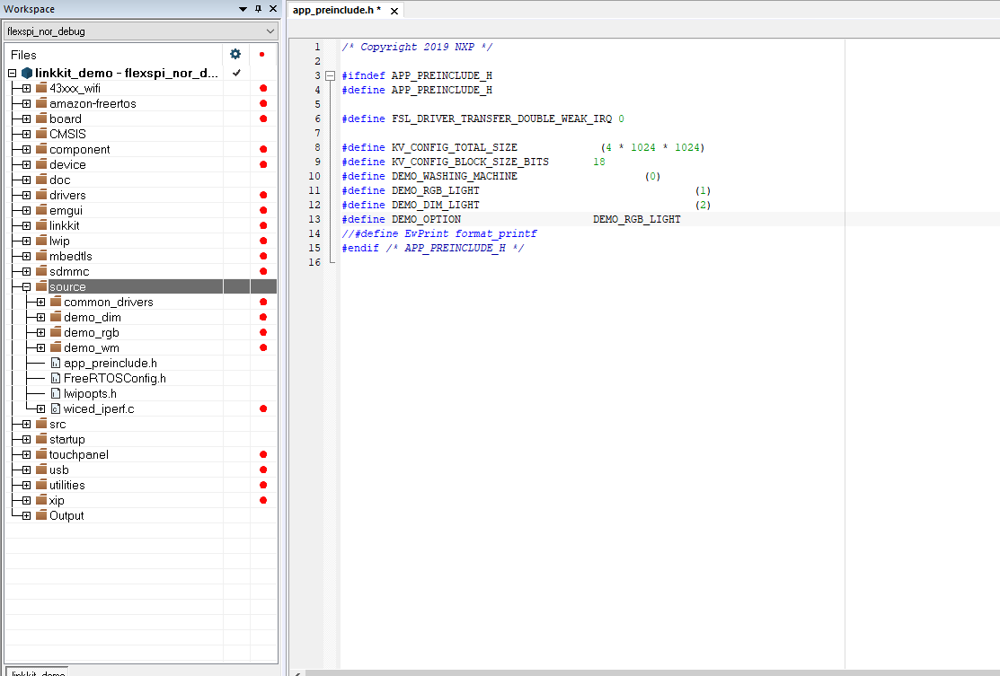 Workspace
flexspi_nor_debug
Files
linkkit_demo - flexspi_nor_d...
43xxx_wifi
amazon-freertos
board
CMSIS
component
device
doc
drivers
emgui
linkkit
lwip
mbedtls
sdmmc
source
common_drivers
demo_dim
demo_rgb
demo_wm
app_preinclude.h
FreeRTOSConfig.h
lwipopts.h
wiced_iperf.c
src
startup
touchpanel
usb
utilities
xip
Output
linkkit_demo
app_preinclude.h *
1 /* Copyright 2019 NXP */
2
3 #ifndef APP_PREINCLUDE_H
4 #define APP_PREINCLUDE_H
5
6 #define FSL_DRIVER_TRANSFER_DOUBLE_WEAK_IRQ 0
7
8 #define KV_CONFIG_TOTAL_SIZE (4 * 1024 * 1024)
9 #define KV_CONFIG_BLOCK_SIZE_BITS 18
10 #define DEMO_WASHING_MACHINE (0)
11 #define DEMO_RGB_LIGHT (1)
12 #define DEMO_DIM_LIGHT (2)
13 #define DEMO_OPTION DEMO_RGB_LIGHT
14 //#define EwPrint format_printf
15 #endif /* APP_PREINCLUDE_H */
16